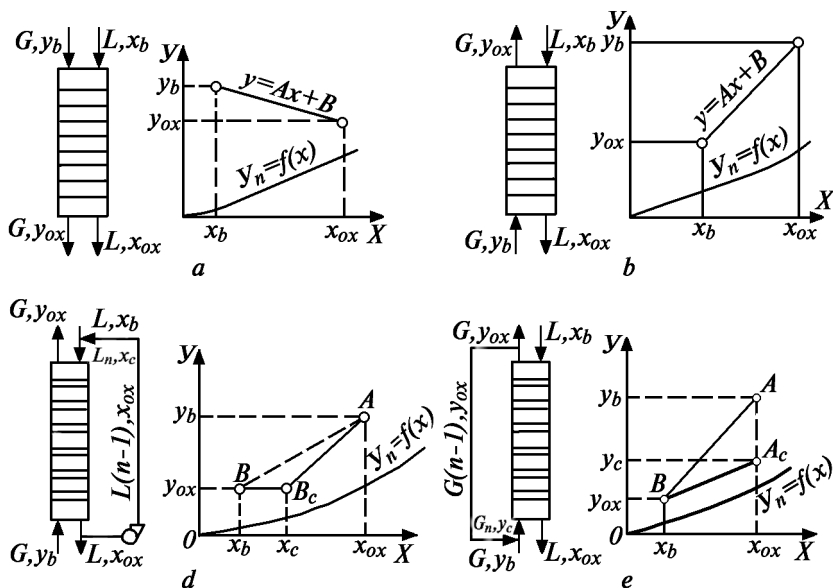 G,y_b L,x_b
y
y_b
y=Ax+B
y_ox
y_n=f(x)
G,y_ox L,x_ox
x_b x_ox X
a
G,y_ox L,x_b
y
y_b
y=Ax+B
y_ox
y_n=f(x)
G,y_b L,x_ox
x_b x_ox X
b
G,y_ox
L,x_b
L_n,x_c
L(n-1),x_ox
G,y_b L,x_ox
y
y_b
A
y_n=f(x)
y_ox
B
B_c
O
x_b x_c x_ox X
d
G,y_ox L,x_b
G(n-1),y_ox
G_n,y_c
G,y_b L,x_ox
y
y_b
A
y_c
A_c
y_ox
B
y_n=f(x)
O
x_b x_ox X
e